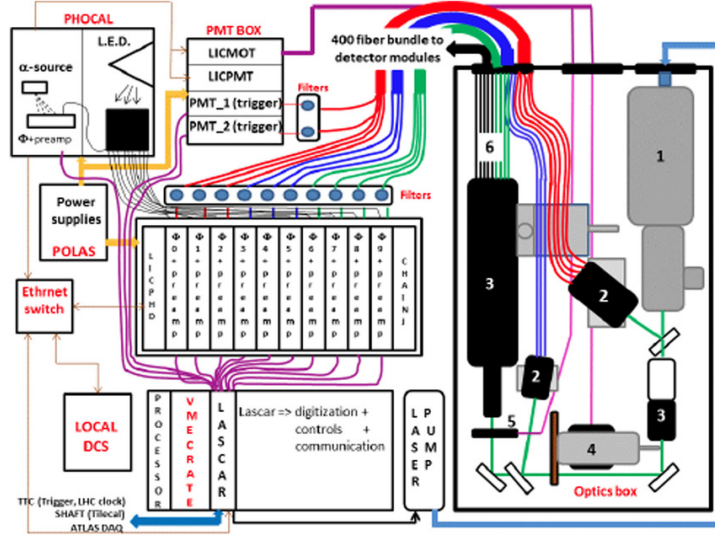 PHOCAL
L.E.D.
α-source
Φ+preamp
PMT BOX
LICMOT
LICPMT
PMT_1 (trigger)
PMT_2 (trigger)
Filters
400 fiber bundle to
detector modules
Filters
Power
supplies
POLAS
Ethrnet
switch
LOCAL
DCS
LICPHD
Φ0+preamp
Φ1+preamp
Φ2+preamp
Φ3+preamp
Φ4+preamp
Φ5+preamp
Φ6+preamp
Φ7+preamp
Φ8+preamp
Φ9+preamp
CHAINJ
PROCESSOR
VMECRATE
LASCAR
Lascar => digitization +
controls +
communication
LASER
PUMP
TTC (Trigger, LHC clock)
SHAFT (Tilecal)
ATLAS DAQ
6
1
3
2
2
3
5
4
Optics box